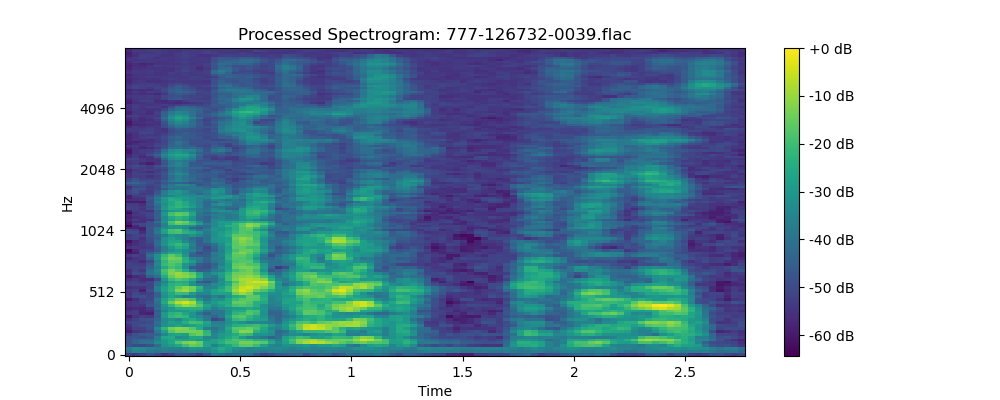 Processed Spectrogram: 777-126732-0039.flac
Hz
4096
2048
1024
512
0
0
0.5
1
1.5
2
2.5
Time
+0 dB
-10 dB
-20 dB
-30 dB
-40 dB
-50 dB
-60 dB